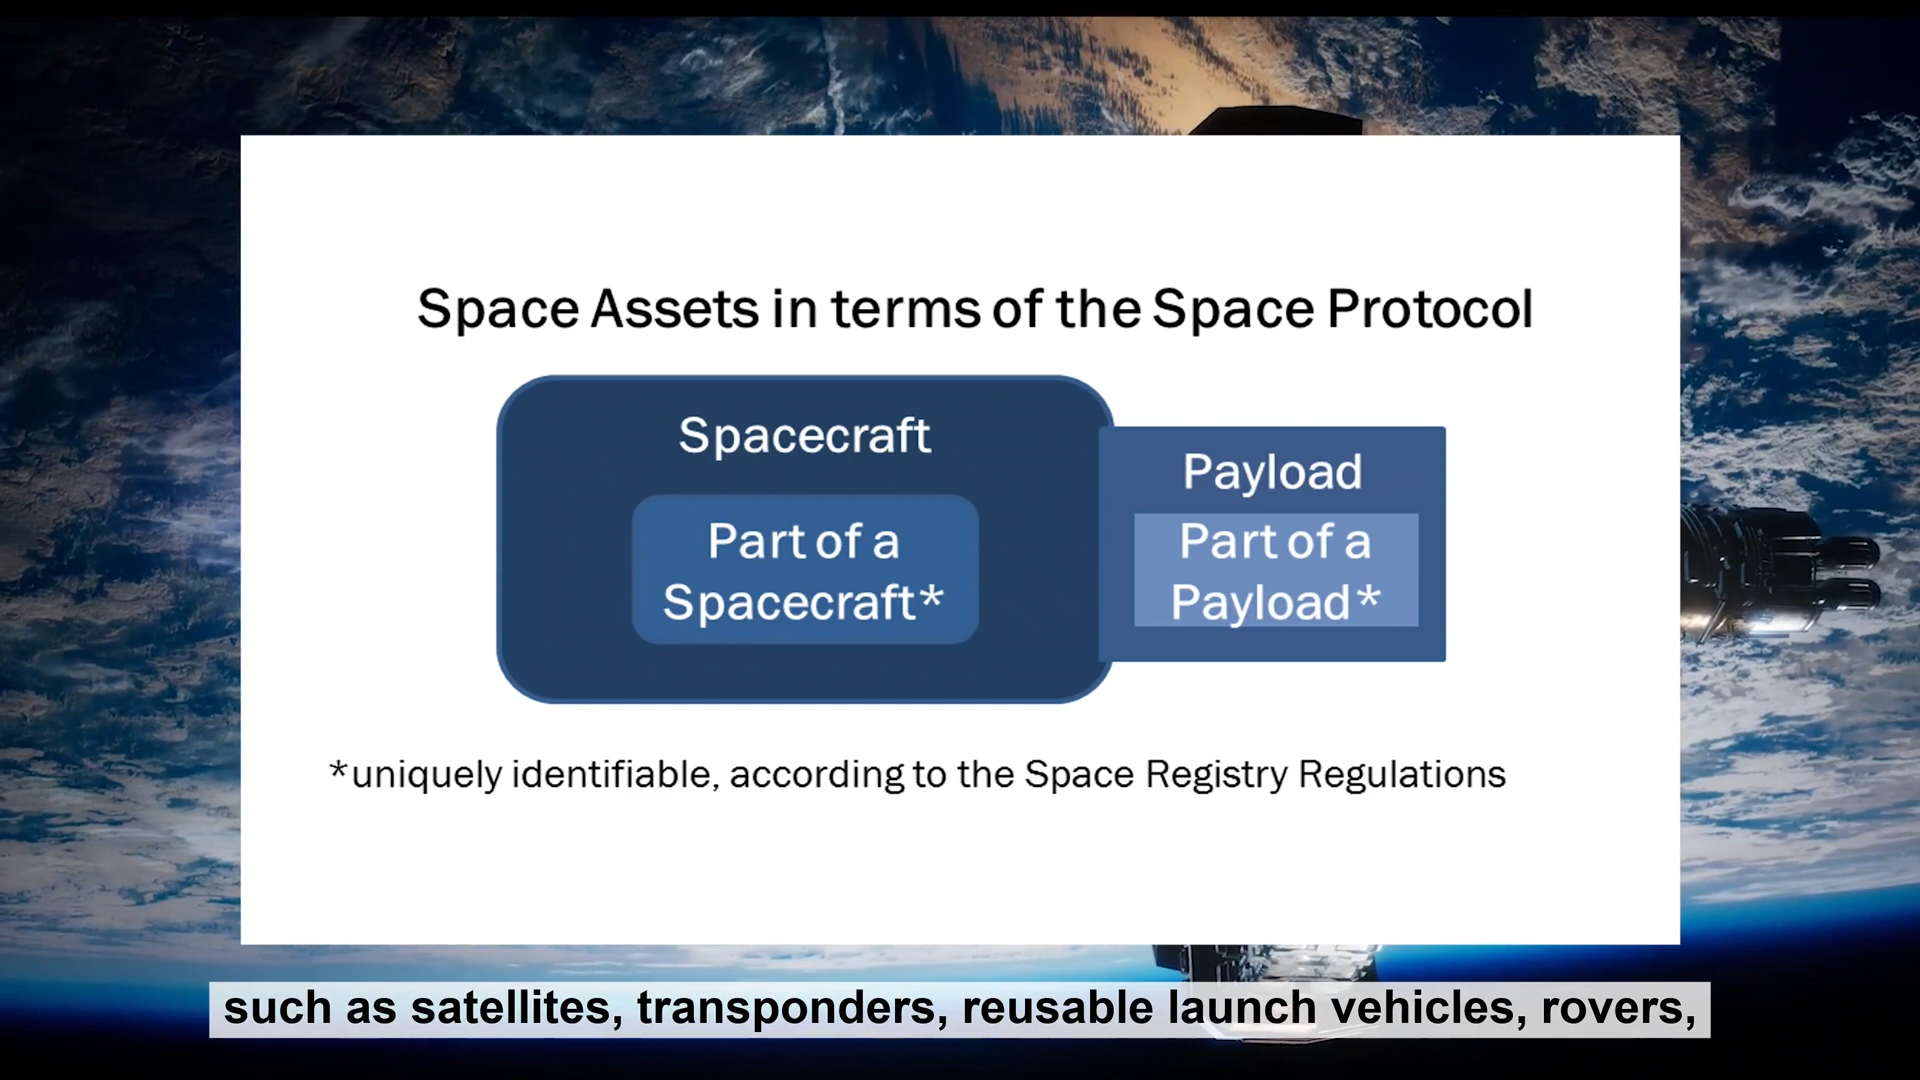 Space Assets in terms of the Space Protocol
Spacecraft
Part of a
Spacecraft*
Payload
Part of a
Payload*
*uniquely identifiable, according to the Space Registry Regulations
such as satellites, transponders, reusable launch vehicles, rovers,